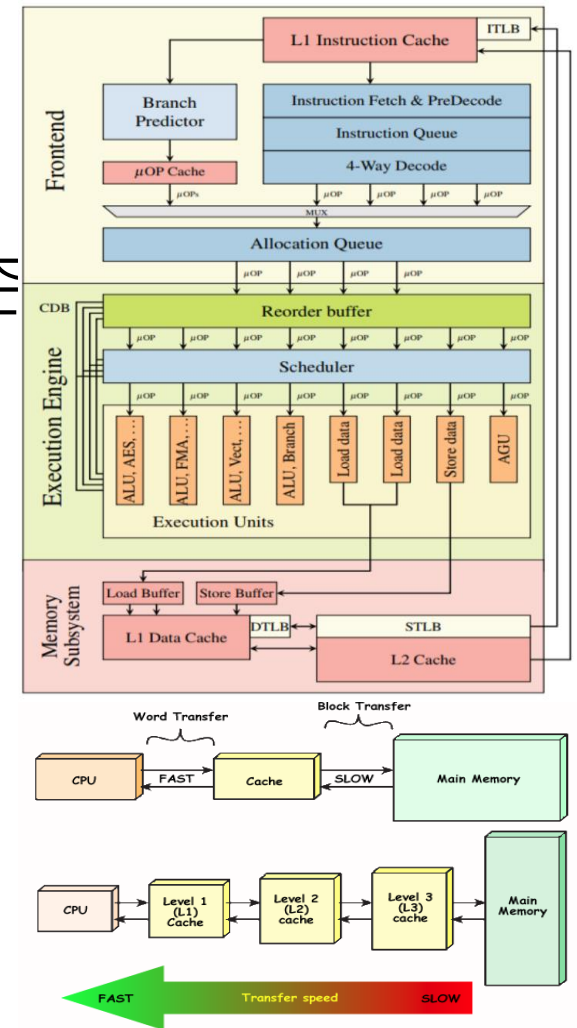 L1 Instruction Cache
ITLB
Branch
Predictor
Instruction Fetch & PreDecode
Instruction Queue
4-Way Decode
μOP Cache
μOPs
μOP
μOP
μOP
μOP
MUX
Allocation Queue
μOP
μOP
μOP
μOP
Frontend
CDB
Reorder buffer
μOP
μOP
μOP
μOP
μOP
μOP
μOP
μOP
Scheduler
μOP
μOP
μOP
μOP
μOP
μOP
μOP
μOP
ALU, AES, ...
ALU, FMA, ...
ALU, Vect, ...
ALU, Branch
Load data
Load data
Store data
AGU
Execution Units
Execution Engine
Load Buffer
Store Buffer
L1 Data Cache
DTLB
STLB
L2 Cache
Memory
Subsystem
Word Transfer
Block Transfer
CPU
FAST
Cache
SLOW
Main Memory
CPU
Level 1
(L1)
Cache
Level 2
(L2)
cache
Level 3
(L3)
cache
Main
Memory
FAST
Transfer speed
SLOW